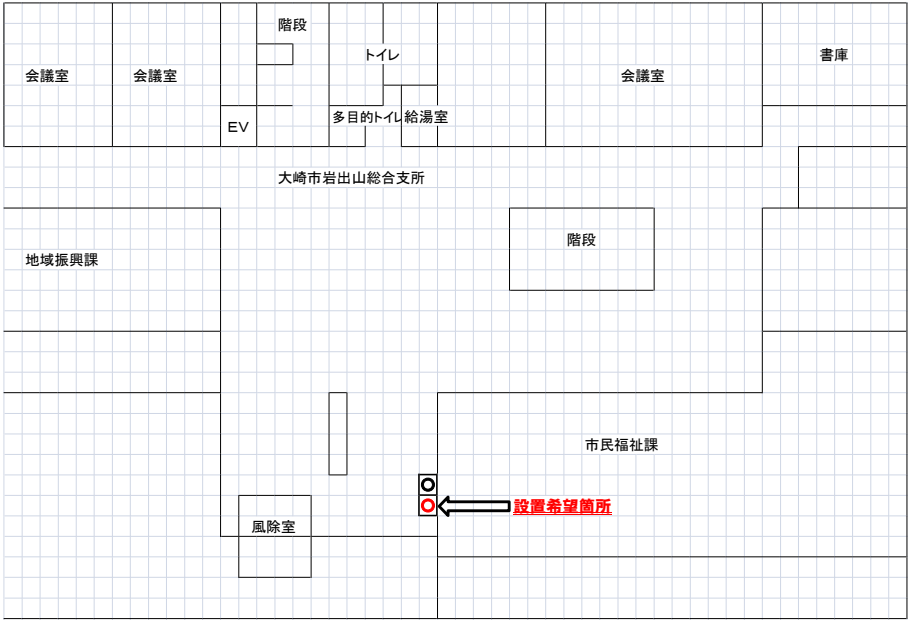 階段
トイレ
書庫
会議室
会議室
会議室
多目的トイレ
給湯室
EV
大崎市岩出山総合支所
階段
地域振興課
市民福祉課
設置希望箇所
風除室